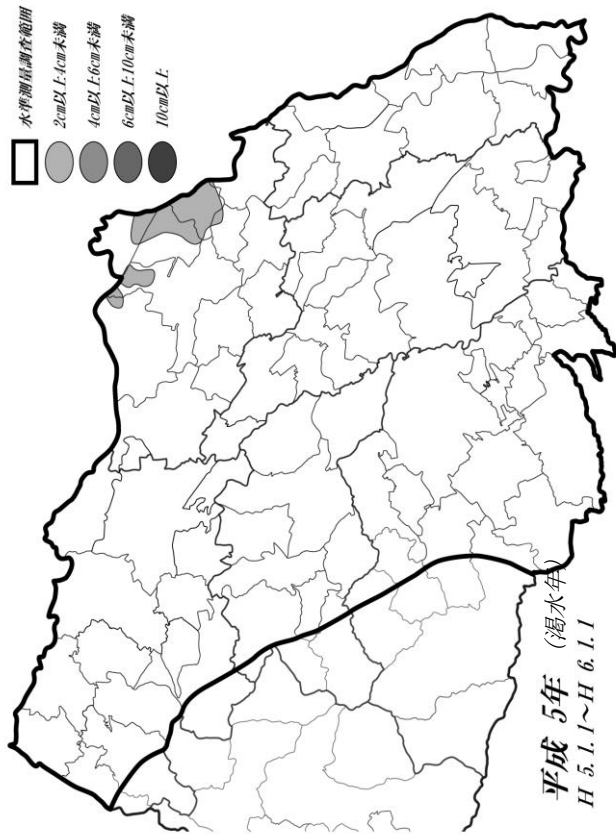 水準測量調査範囲
2cm以上4cm未満
4cm以上6cm未満
6cm以上10cm未満
10cm以上
平成 5年 (渇水年)
H 5.1.1~H 6.1.1